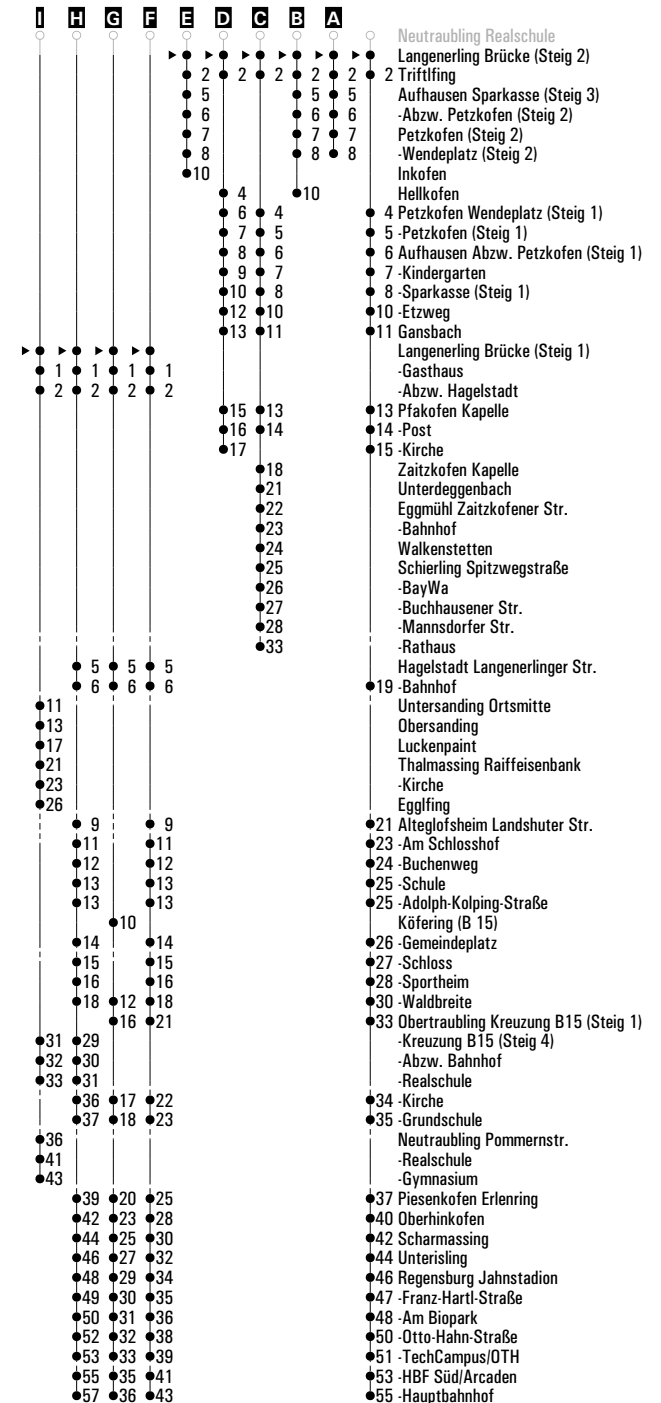 I H G F E D C B A
Neutraubling Realschule
Langenerling Brücke (Steig 2)
2 2 2 2 2 2 Triftlfing
5 5 5 Aufhausen Sparkasse (Steig 3)
6 6 6 -Abzw. Petzkofen (Steig 2)
7 7 7 Petzkofen (Steig 2)
8 8 8 -Wendeplatz (Steig 2)
10 Inkofen
4 10 Hellkofen
6 4 4 Petzkofen Wendeplatz (Steig 1)
7 5 5 -Petzkofen (Steig 1)
8 6 6 Aufhausen Abzw. Petzkofen (Steig 1)
9 7 7 -Kindergarten
10 8 8 -Sparkasse (Steig 1)
12 10 10 -Etzweg
13 11 11 Gansbach
Langenerling Brücke (Steig 1)
1 1 1 1 -Gasthaus
2 2 2 2 -Abzw. Hagelstadt
15 13 13 Pfakofen Kapelle
16 14 14 -Post
17 15 -Kirche
18 Zaitzkofen Kapelle
21 Unterdeggenbach
22 Eggmühl Zaitzkofener Str.
23 -Bahnhof
24 Walkenstetten
25 Schierling Spitzwegstraße
26 -BayWa
27 -Buchhausener Str.
28 -Mannsdorfer Str.
33 -Rathaus
5 5 5 Hagelstadt Langenerlinger Str.
6 6 6 19 -Bahnhof
11 Untersanding Ortsmitte
13 Obersanding
17 Luckenpaint
21 Thalmassing Raiffeisenbank
23 -Kirche
26 Egglfing
9 9 21 Alteglofsheim Landshuter Str.
11 11 23 -Am Schlosshof
12 12 24 -Buchenweg
13 13 25 -Schule
13 13 25 -Adolph-Kolping-Straße
10 Köfering (B 15)
14 14 26 -Gemeindeplatz
15 15 27 -Schloss
16 16 28 -Sportheim
18 12 18 30 -Waldbreite
16 21 33 Obertraubling Kreuzung B15 (Steig 1)
31 29 -Kreuzung B15 (Steig 4)
32 30 -Abzw. Bahnhof
33 31 -Realschule
36 17 22 34 -Kirche
37 18 23 35 -Grundschule
36 Neutraubling Pommernstr.
41 -Realschule
43 -Gymnasium
39 20 25 37 Piesenkofen Erlenring
42 23 28 40 Oberhinkofen
44 25 30 42 Scharmassing
46 27 32 44 Unterisling
48 29 34 46 Regensburg Jahnstadion
49 30 35 47 -Franz-Hartl-Straße
50 31 36 48 -Am Biopark
52 32 38 50 -Otto-Hahn-Straße
53 33 39 51 -TechCampus/OTH
55 35 41 53 -HBF Süd/Arcaden
57 36 43 55 -Hauptbahnhof